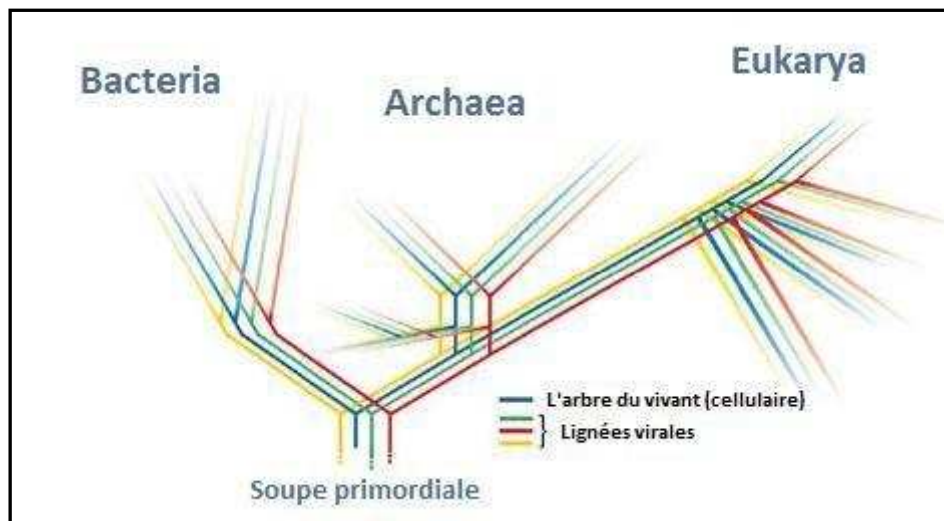 Bacteria
Archaea
Eukarya
L'arbre du vivant (cellulaire)
Lignées virales
Soupe primordiale